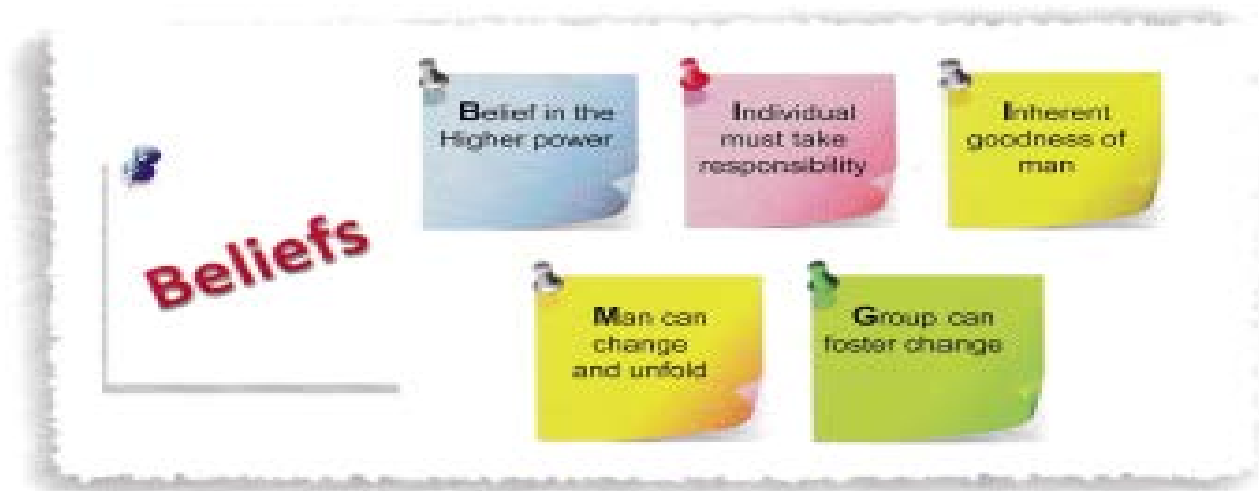 Beliefs
Belief in the
Higher power
Individual
must take
responsibility
Inherent
goodness of
man
Man can
change
and unfold
Group can
foster change